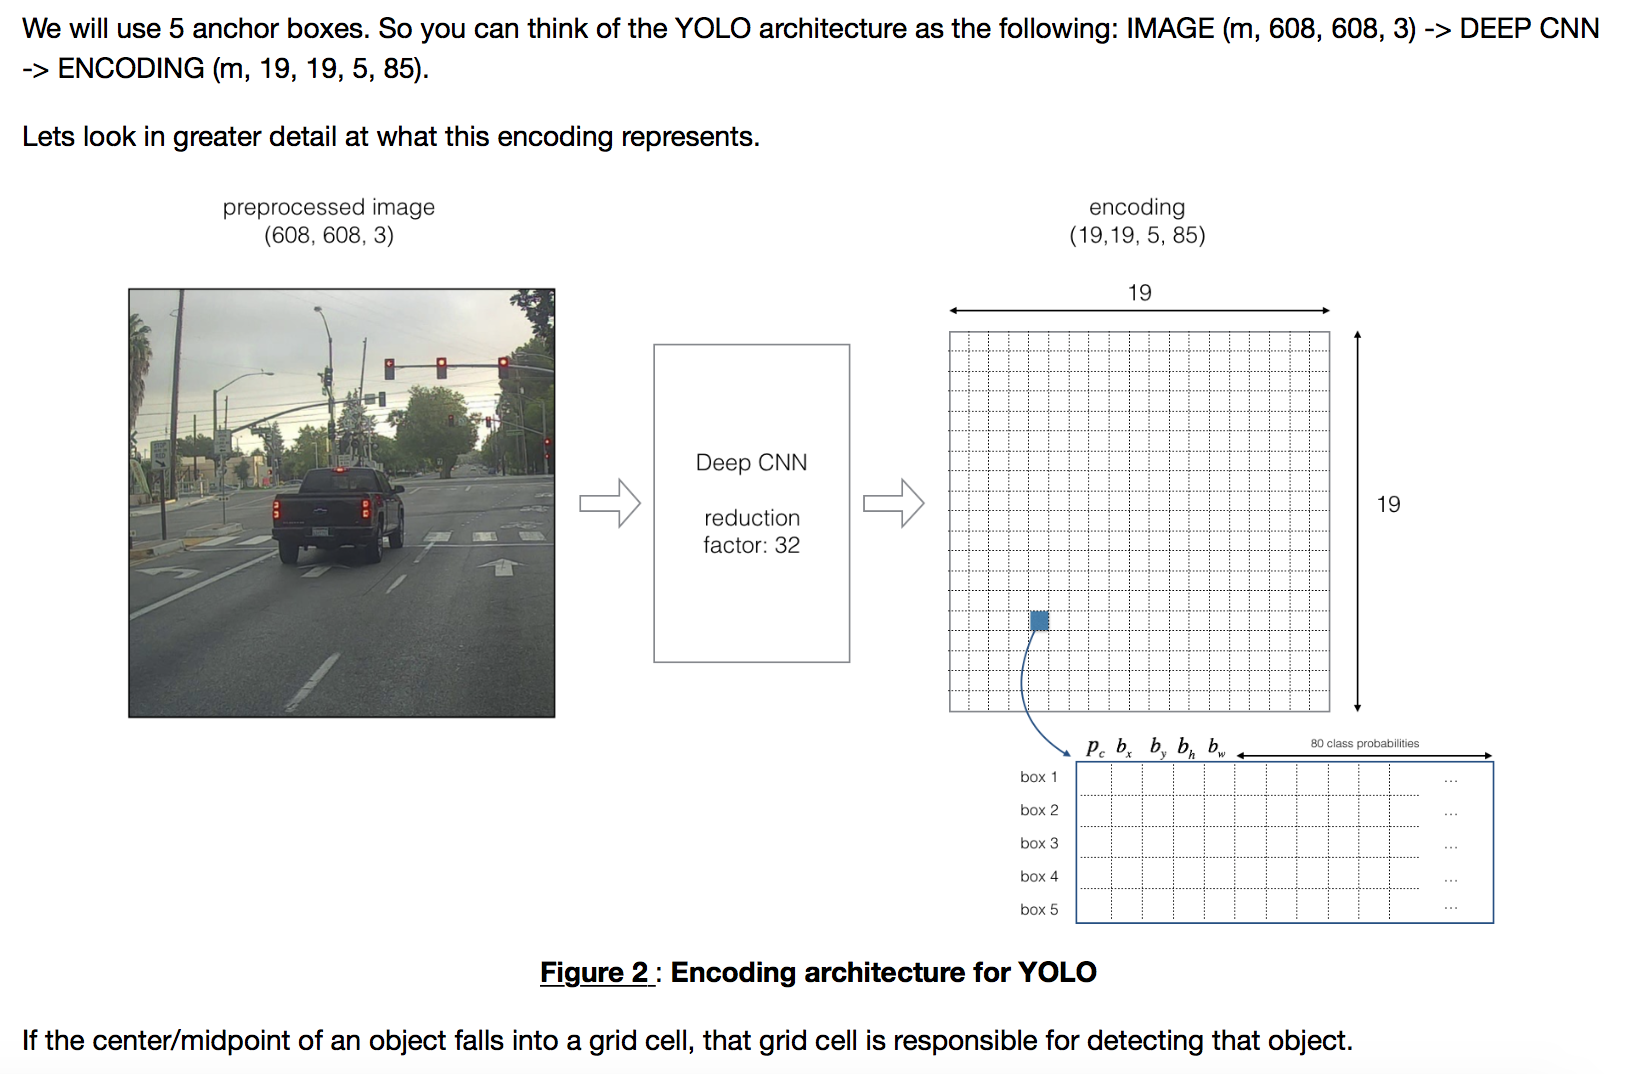 We will use 5 anchor boxes. So you can think of the YOLO architecture as the following: IMAGE (m, 608, 608, 3) -> DEEP CNN
-> ENCODING (m, 19, 19, 5, 85).
Lets look in greater detail at what this encoding represents.
preprocessed image
(608, 608, 3)
encoding
(19,19, 5, 85)
19
Deep CNN
reduction
factor: 32
19
p_c b_x b_y b_h b_w
80 class probabilities
box 1 ...
box 2 ...
box 3 ...
box 4 ...
box 5 ...
Figure 2 : Encoding architecture for YOLO
If the center/midpoint of an object falls into a grid cell, that grid cell is responsible for detecting that object.